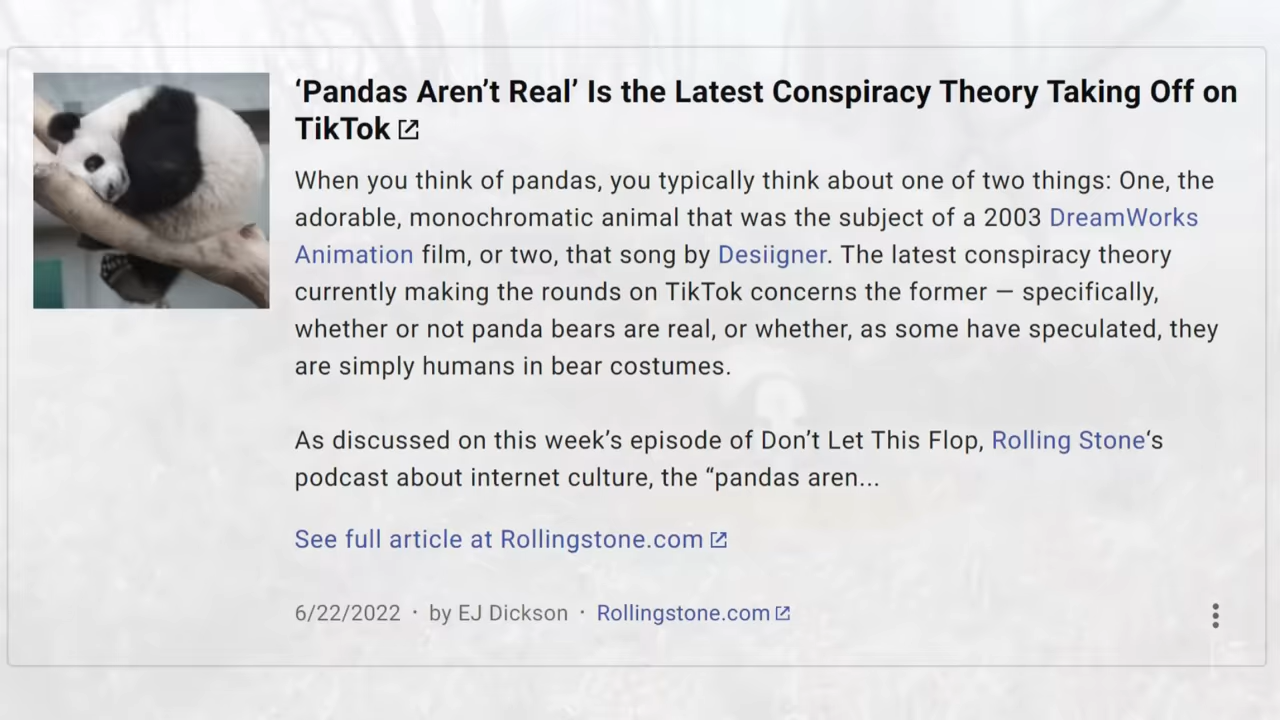 ‘Pandas Aren’t Real’ Is the Latest Conspiracy Theory Taking Off on
TikTok
When you think of pandas, you typically think about one of two things: One, the
adorable, monochromatic animal that was the subject of a 2003 DreamWorks
Animation film, or two, that song by Desiigner. The latest conspiracy theory
currently making the rounds on TikTok concerns the former — specifically,
whether or not panda bears are real, or whether, as some have speculated, they
are simply humans in bear costumes.
As discussed on this week’s episode of Don’t Let This Flop, Rolling Stone‘s
podcast about internet culture, the “pandas aren...
See full article at Rollingstone.com
6/22/2022 · by EJ Dickson · Rollingstone.com